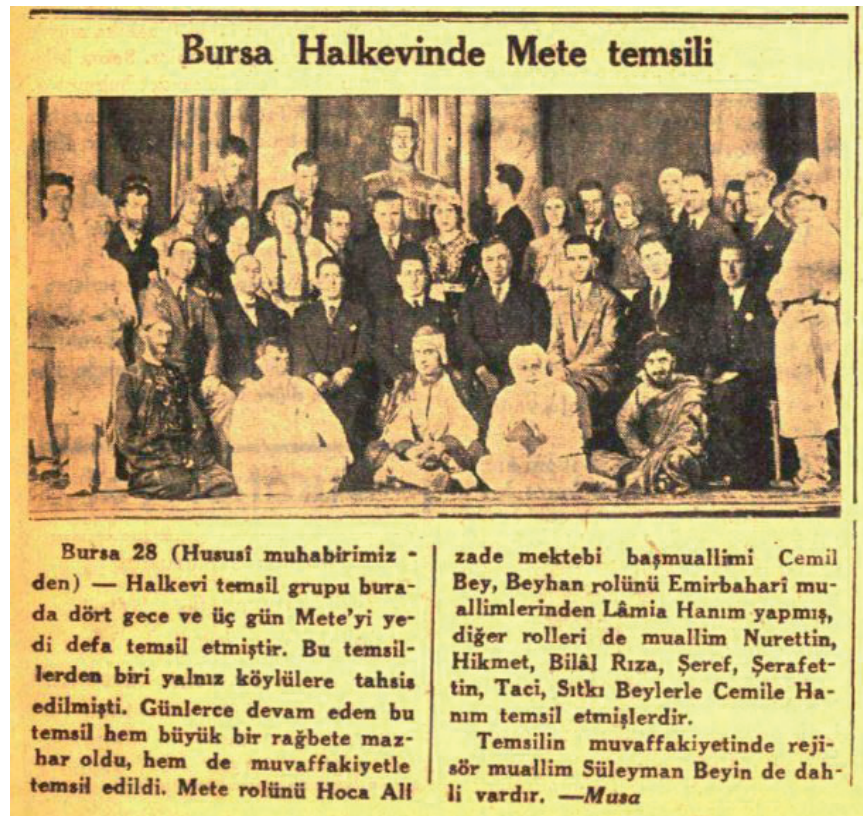 Bursa Halkevinde Mete temsili
Bursa 28 (Hususî muhabirimiz -
den) — Halkevi temsil grupu bura-
da dört gece ve üç gün Mete'yi ye-
di defa temsil etmiştir. Bu temsil-
lerden biri yalnız köylülere tahsis
edilmişti. Günlerce devam eden bu
temsil hem büyük bir rağbete maz-
har oldu, hem de muvaffakiyetle
temsil edildi. Mete rolünü Hoca Ali
zade mektebi başmuallimi Cemil
Bey, Beyhan rolünü Emirbaharî mu-
allimlerinden Lâmia Hanım yapmış,
diğer rolleri de muallim Nurettin,
Hikmet, Bilâl Rıza, Şeref, Şerafet-
tin, Taci, Sıtkı Beylerle Cemile Ha-
nım temsil etmişlerdir.
Temsilin muvaffakiyetinde reji-
sör muallim Süleyman Beyin de dah-
li vardır. —Musa